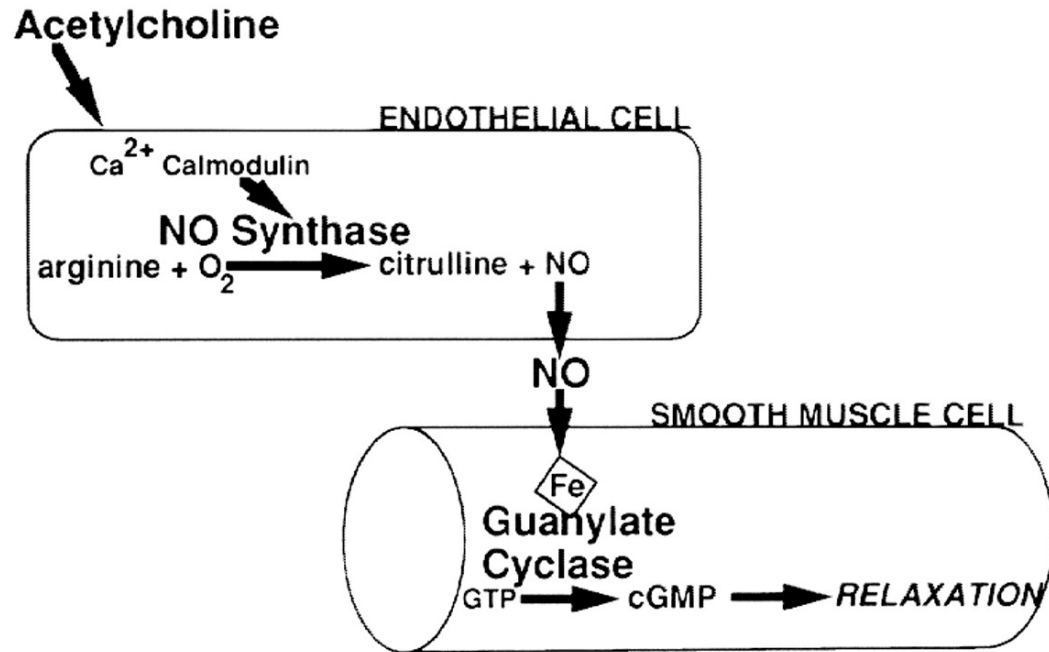 Acetylcholine
ENDOTHELIAL CELL
Ca2+ Calmodulin
NO Synthase
arginine + O2 citrulline + NO
NO
SMOOTH MUSCLE CELL
Fe
Guanylate
Cyclase
GTP cGMP RELAXATION